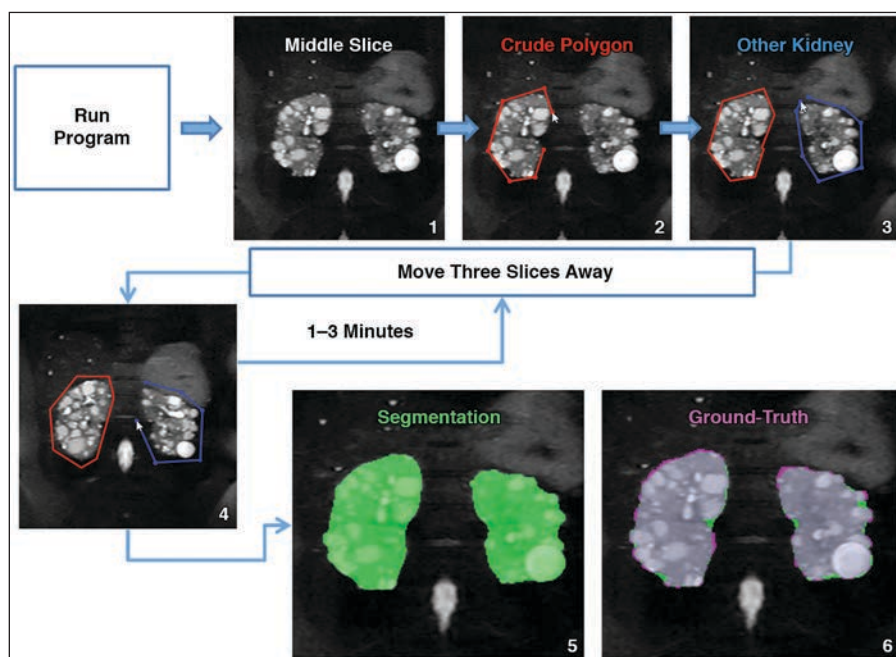 Run
Program
Middle Slice
1
Crude Polygon
2
Other Kidney
3
Move Three Slices Away
4
1–3 Minutes
Segmentation
5
Ground-Truth
6